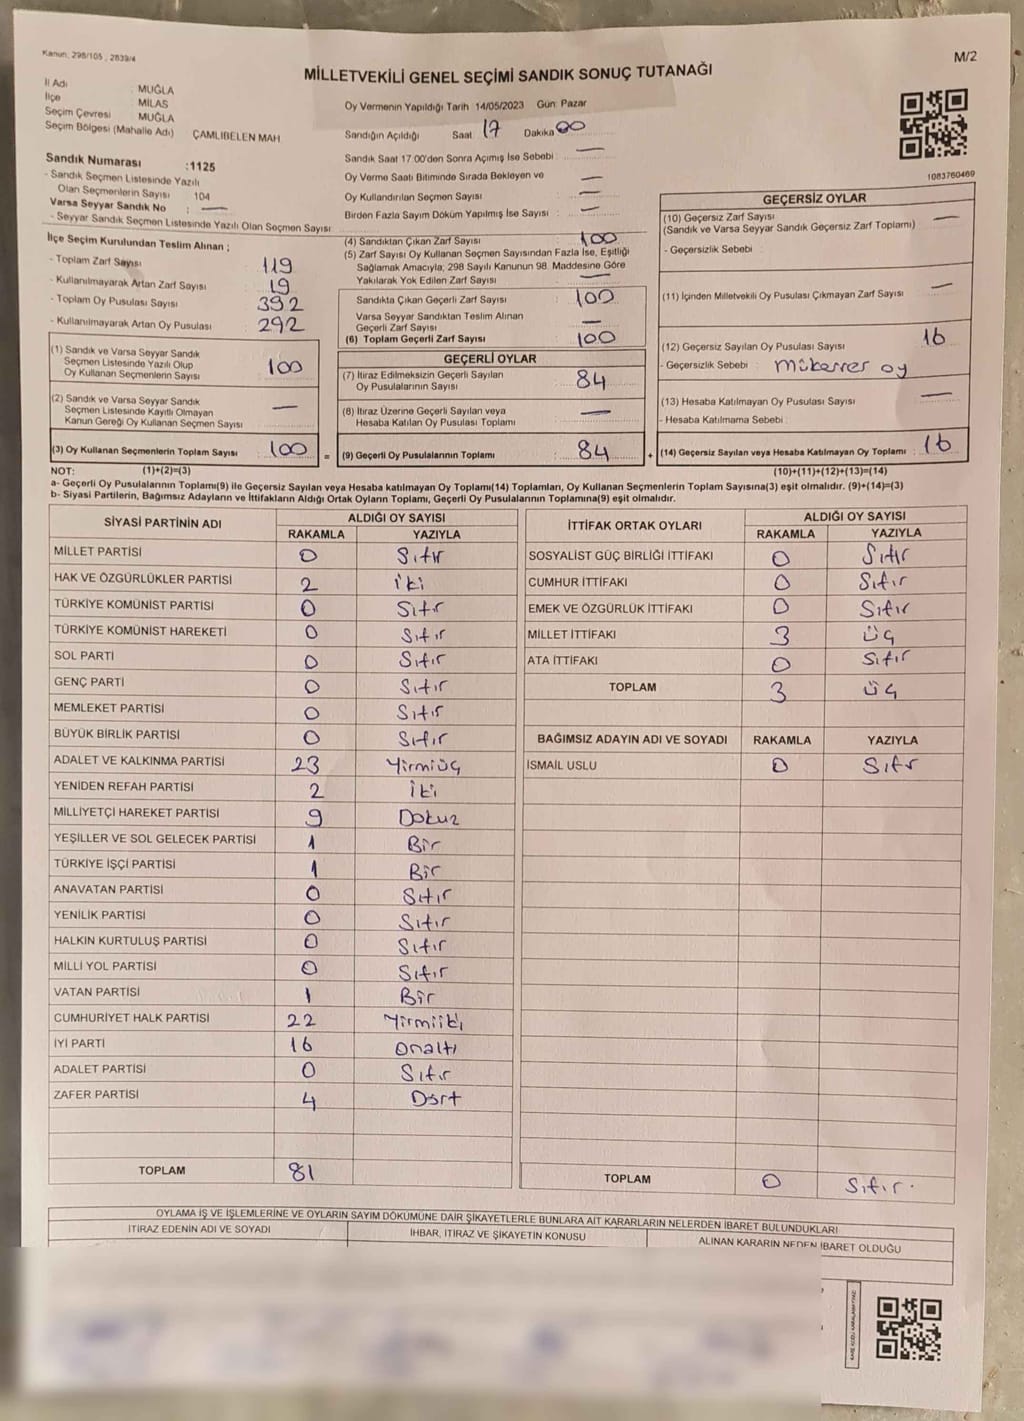 Kanun: 298/105 , 2839/4
M/2
MİLLETVEKİLİ GENEL SEÇİMİ SANDIK SONUÇ TUTANAĞI
İl Adı : MUĞLA
İlçe MİLAS
Seçim Çevresi MUĞLA
Seçim Bölgesi (Mahalle Adı) ÇAMLIBELEN MAH
Sandık Numarası :1125
- Sandık Seçmen Listesinde Yazılı
Olan Seçmenlerin Sayısı 104
Varsa Seyyar Sandık No : —
- Seyyar Sandık Seçmen Listesinde Yazılı Olan Seçmen Sayısı
Oy Vermenin Yapıldığı Tarih 14/05/2023 Gün: Pazar
Sandığın Açıldığı Saat 17 Dakika 00
Sandık Saat 17.00'den Sonra Açımış İse Sebebi : —
Oy Verme Saati Bitiminde Sırada Bekleyen ve —
Oy Kullandırılan Seçmen Sayısı : —
Birden Fazla Sayım Döküm Yapılmış İse Sayısı : —
1083760469
İlçe Seçim Kurulundan Teslim Alınan ;
- Toplam Zarf Sayısı 119
- Kullanılmayarak Artan Zarf Sayısı 19
- Toplam Oy Pusulası Sayısı 392
- Kullanılmayarak Artan Oy Pusulası 292
(1) Sandık ve Varsa Seyyar Sandık
Seçmen Listesinde Yazılı Olup
Oy Kullanan Seçmenlerin Sayısı 100
(2) Sandık ve Varsa Seyyar Sandık
Seçmen Listesinde Kayıtlı Olmayan
Kanun Gereği Oy Kullanan Seçmen Sayısı —
(3) Oy Kullanan Seçmenlerin Toplam Sayısı 100
(4) Sandıktan Çıkan Zarf Sayısı 100
(5) Zarf Sayısı Oy Kullanan Seçmen Sayısından Fazla İse, Eşitliği
Sağlamak Amacıyla; 298 Sayılı Kanunun 98. Maddesine Göre
Yakılarak Yok Edilen Zarf Sayısı —
Sandıkta Çıkan Geçerli Zarf Sayısı 100
Varsa Seyyar Sandıktan Teslim Alınan
Geçerli Zarf Sayısı —
(6) Toplam Geçerli Zarf Sayısı 100
GEÇERLİ OYLAR
(7) İtiraz Edilmeksizin Geçerli Sayılan
Oy Pusulalarının Sayısı 84
(8) İtiraz Üzerine Geçerli Sayılan veya
Hesaba Katılan Oy Pusulası Toplamı —
= (9) Geçerli Oy Pusulalarının Toplamı 84
GEÇERSİZ OYLAR
(10) Geçersiz Zarf Sayısı —
(Sandık ve Varsa Seyyar Sandık Geçersiz Zarf Toplamı)
- Geçersizlik Sebebi :
(11) İçinden Milletvekili Oy Pusulası Çıkmayan Zarf Sayısı —
(12) Geçersiz Sayılan Oy Pusulası Sayısı 16
- Geçersizlik Sebebi : mükerrer oy
(13) Hesaba Katılmayan Oy Pusulası Sayısı —
- Hesaba Katılmama Sebebi :
+ (14) Geçersiz Sayılan veya Hesaba Katılmayan Oy Toplamı 16
NOT: (1)+(2)=(3) (10)+(11)+(12)+(13)=(14)
a- Geçerli Oy Pusulalarının Toplamı(9) ile Geçersiz Sayılan veya Hesaba katılmayan Oy Toplamı(14) Toplamları, Oy Kullanan Seçmenlerin Toplam Sayısına(3) eşit olmalıdır. (9)+(14)=(3)
b- Siyasi Partilerin, Bağımsız Adayların ve İttifakların Aldığı Ortak Oyların Toplamı, Geçerli Oy Pusulalarının Toplamına(9) eşit olmalıdır.
SİYASİ PARTİNİN ADI ALDIĞI OY SAYISI
RAKAMLA YAZIYLA
MİLLET PARTİSİ 0 Sıfır
HAK VE ÖZGÜRLÜKLER PARTİSİ 2 İki
TÜRKİYE KOMÜNİST PARTİSİ 0 Sıfr
TÜRKİYE KOMÜNİST HAREKETİ 0 Sıfır
SOL PARTİ 0 Sıfır
GENÇ PARTİ 0 Sıfır
MEMLEKET PARTİSİ 0 Sıfır
BÜYÜK BİRLİK PARTİSİ 0 Sıfır
ADALET VE KALKINMA PARTİSİ 23 Yirmiüç
YENİDEN REFAH PARTİSİ 2 İki
MİLLİYETÇİ HAREKET PARTİSİ 9 Dokuz
YEŞİLLER VE SOL GELECEK PARTİSİ 1 Bir
TÜRKİYE İŞÇİ PARTİSİ 1 Bir
ANAVATAN PARTİSİ 0 Sıfır
YENİLİK PARTİSİ 0 Sıfır
HALKIN KURTULUŞ PARTİSİ 0 Sıfır
MİLLİ YOL PARTİSİ 0 Sıfır
VATAN PARTİSİ 1 Bir
CUMHURİYET HALK PARTİSİ 22 Yirmiiki
İYİ PARTİ 16 Onaltı
ADALET PARTİSİ 0 Sıfır
ZAFER PARTİSİ 4 Dört
TOPLAM 81
İTTİFAK ORTAK OYLARI ALDIĞI OY SAYISI
RAKAMLA YAZIYLA
SOSYALİST GÜÇ BİRLİĞİ İTTİFAKI 0 Sıfır
CUMHUR İTTİFAKI 0 Sıfır
EMEK VE ÖZGÜRLÜK İTTİFAKI 0 Sıfır
MİLLET İTTİFAKI 3 Üç
ATA İTTİFAKI 0 Sıfır
TOPLAM 3 Üç
BAĞIMSIZ ADAYIN ADI VE SOYADI RAKAMLA YAZIYLA
İSMAİL USLU 0 Sıfr
TOPLAM 0 Sıfır.
OYLAMA İŞ VE İŞLEMLERİNE VE OYLARIN SAYIM DÖKÜMÜNE DAİR ŞİKAYETLERLE BUNLARA AİT KARARLARIN NELERDEN İBARET BULUNDUKLARI
İTİRAZ EDENİN ADI VE SOYADI İHBAR, İTİRAZ VE ŞİKAYETİN KONUSU ALINAN KARARIN NEDEN İBARET OLDUĞU